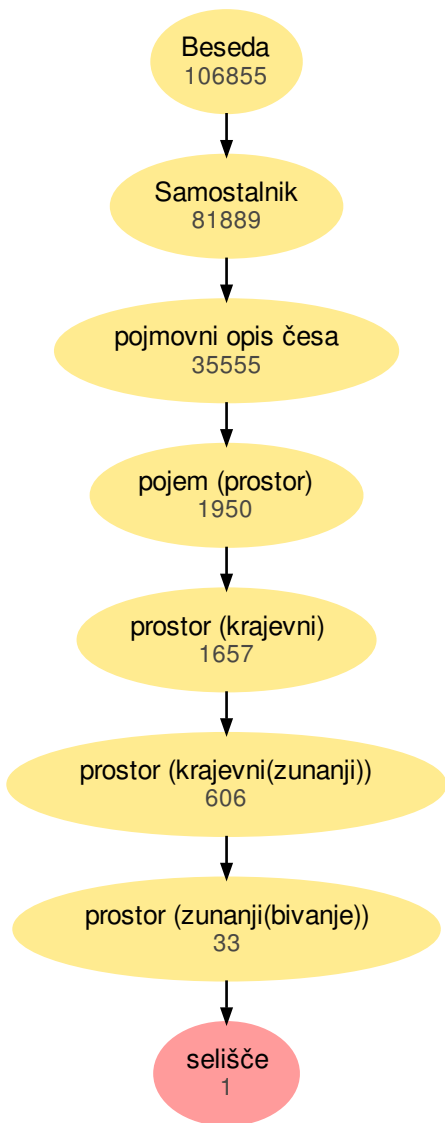 Beseda
106855
Samostalnik
81889
pojmovni opis česa
35555
pojem (prostor)
1950
prostor (krajevni)
1657
prostor (krajevni(zunanji))
606
prostor (zunanji(bivanje))
33
selišče
1